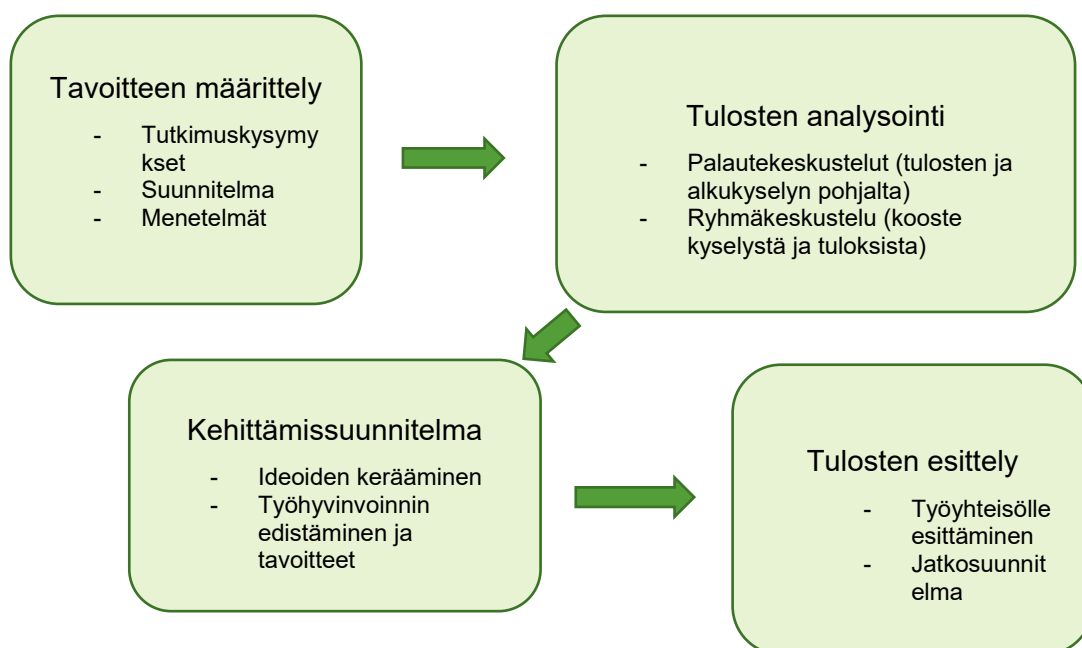 Tavoitteen määrittely
- Tutkimuskysymy
kset
- Suunnitelma
- Menetelmät
Tulosten analysointi
- Palautekeskustelut (tulosten ja
alkukyselyn pohjalta)
- Ryhmäkeskustelu (kooste
kyselystä ja tuloksista)
Kehittämissuunnitelma
- Ideoiden kerääminen
- Työhyvinvoinnin
edistäminen ja
tavoitteet
Tulosten esittely
- Työyhteisölle
esittäminen
- Jatkosuunnit
elma